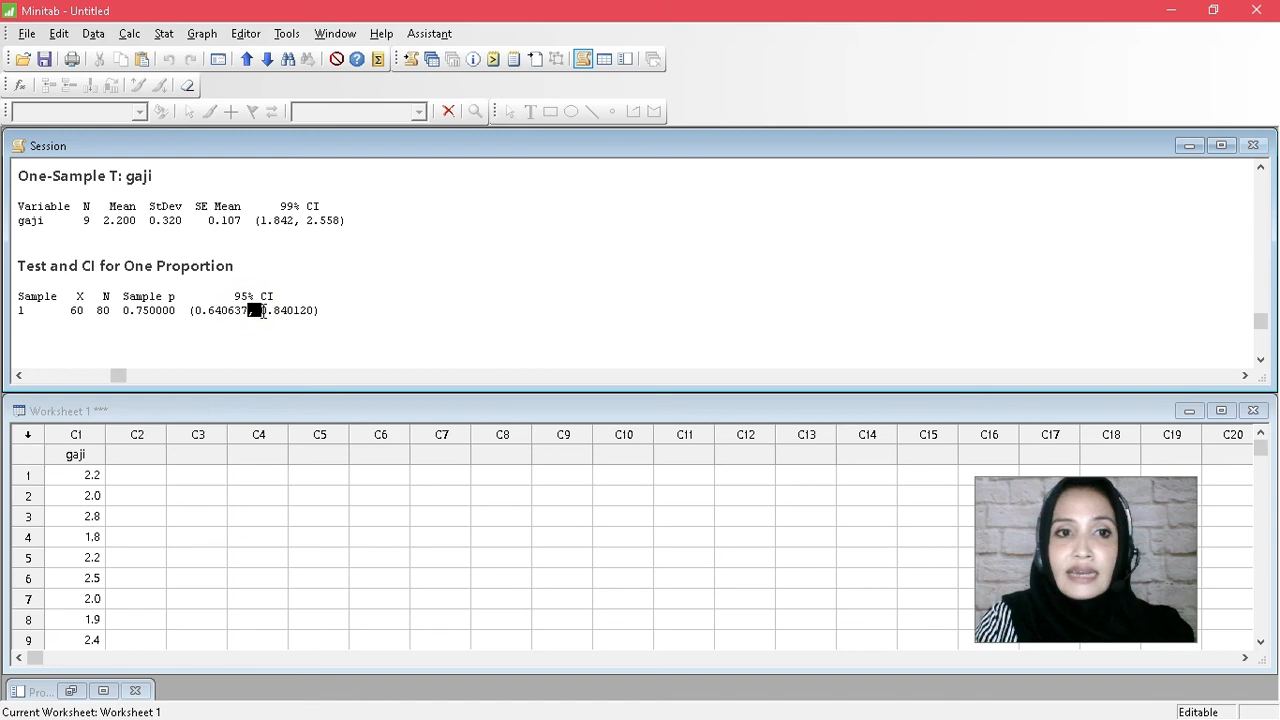 Minitab - Untitled
File Edit Data Calc Stat Graph Editor Tools Window Help Assistant
Session
One-Sample T: gaji
Variable N Mean StDev SE Mean 99% CI
gaji 9 2.200 0.320 0.107 (1.842, 2.558)
Test and CI for One Proportion
Sample X N Sample p 95% CI
1 60 80 0.750000 (0.640637, 0.840120)
Worksheet 1 ***
C1 C2 C3 C4 C5 C6 C7 C8 C9 C10 C11 C12 C13 C14 C15 C16 C17 C18 C19 C20
gaji
1 2.2
2 2.0
3 2.8
4 1.8
5 2.2
6 2.5
7 2.0
8 1.9
9 2.4
Pro...
Current Worksheet: Worksheet 1
Editable